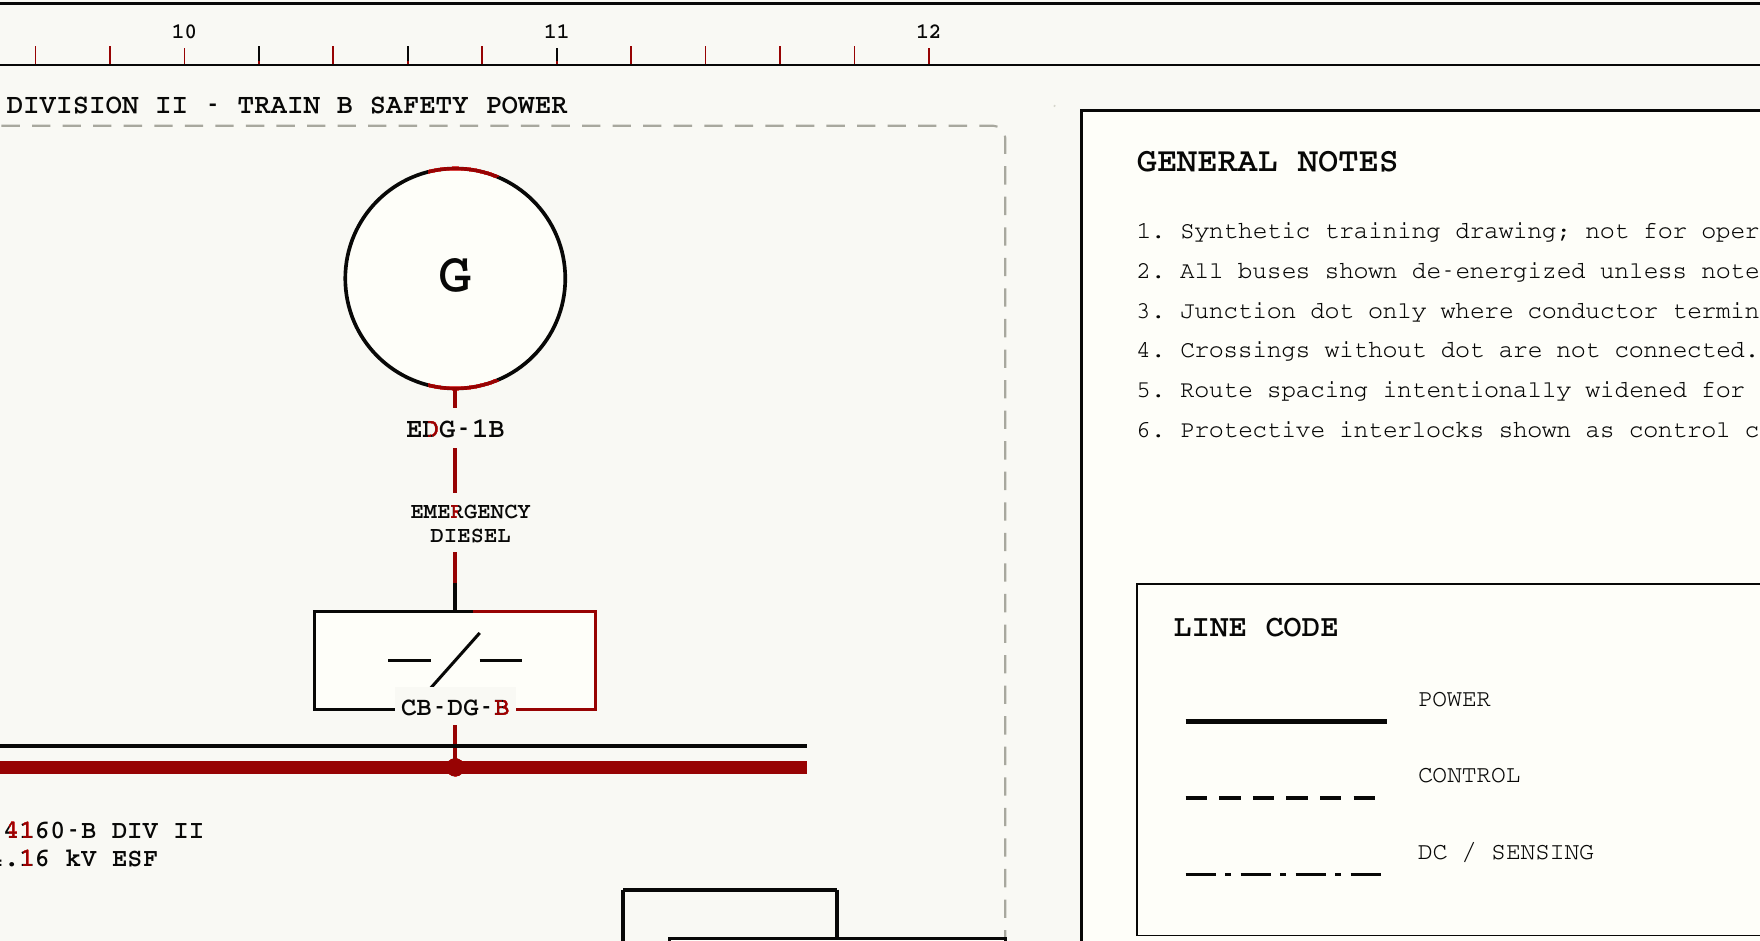 10 11 12
DIVISION II - TRAIN B SAFETY POWER
G
EDG-1B
EMERGENCY
DIESEL
CB-DG-B
4160-B DIV II
.16 kV ESF
GENERAL NOTES
1. Synthetic training drawing; not for
2. All buses shown de-energized unless
3. Junction dot only where conductor
4. Crossings without dot are not connected.
5. Route spacing intentionally widened for
6. Protective interlocks shown as control
LINE CODE
POWER
CONTROL
DC / SENSING